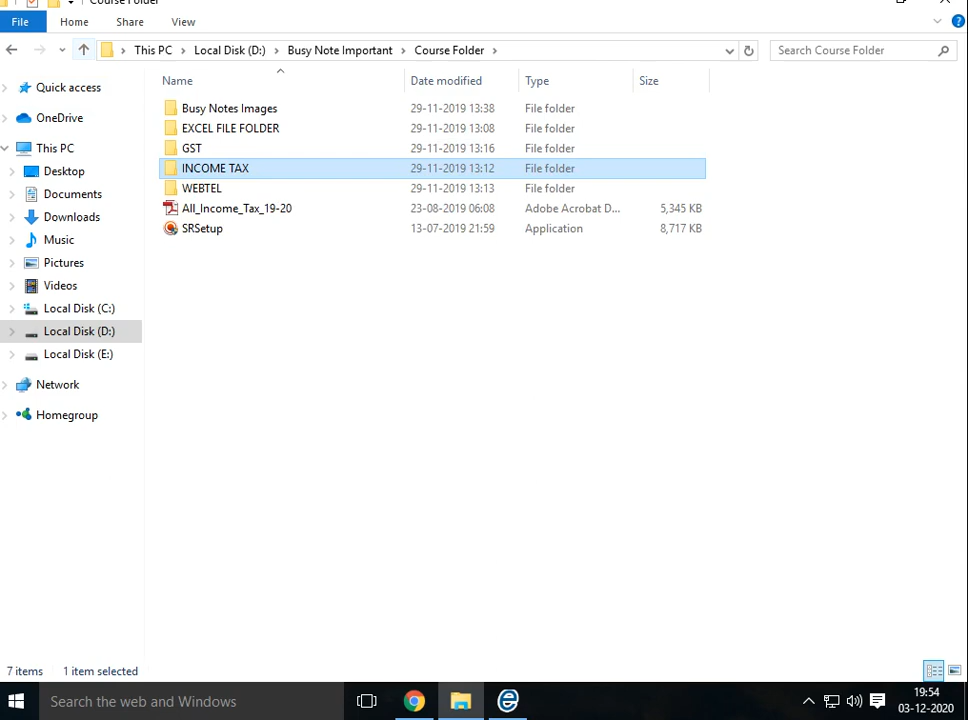 Course Folder
File Home Share View
This PC Local Disk (D:) Busy Note Important Course Folder Search Course Folder
Name Date modified Type Size
Quick access
OneDrive
This PC
Desktop
Documents
Downloads
Music
Pictures
Videos
Local Disk (C:)
Local Disk (D:)
Local Disk (E:)
Network
Homegroup
Busy Notes Images 29-11-2019 13:38 File folder
EXCEL FILE FOLDER 29-11-2019 13:08 File folder
GST 29-11-2019 13:16 File folder
INCOME TAX 29-11-2019 13:12 File folder
WEBTEL 29-11-2019 13:13 File folder
All_Income_Tax_19-20 23-08-2019 06:08 Adobe Acrobat D... 5,345 KB
SRSetup 13-07-2019 21:59 Application 8,717 KB
7 items 1 item selected
Search the web and Windows
19:54
03-12-2020